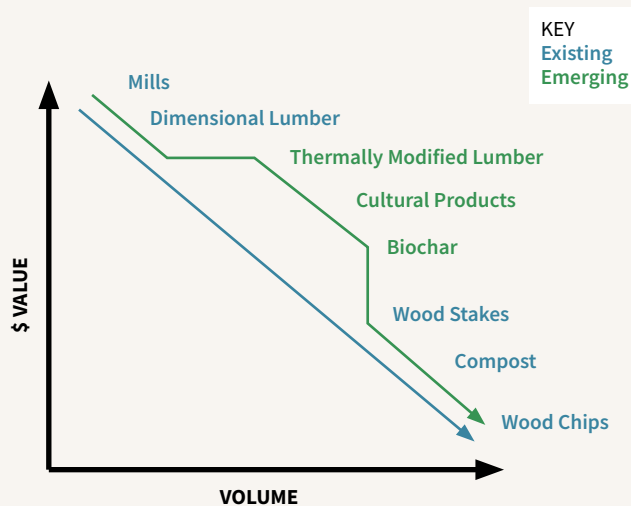 KEY
Existing
Emerging
Mills
Dimensional Lumber
Thermally Modified Lumber
Cultural Products
Biochar
Wood Stakes
Compost
Wood Chips
$ VALUE
VOLUME